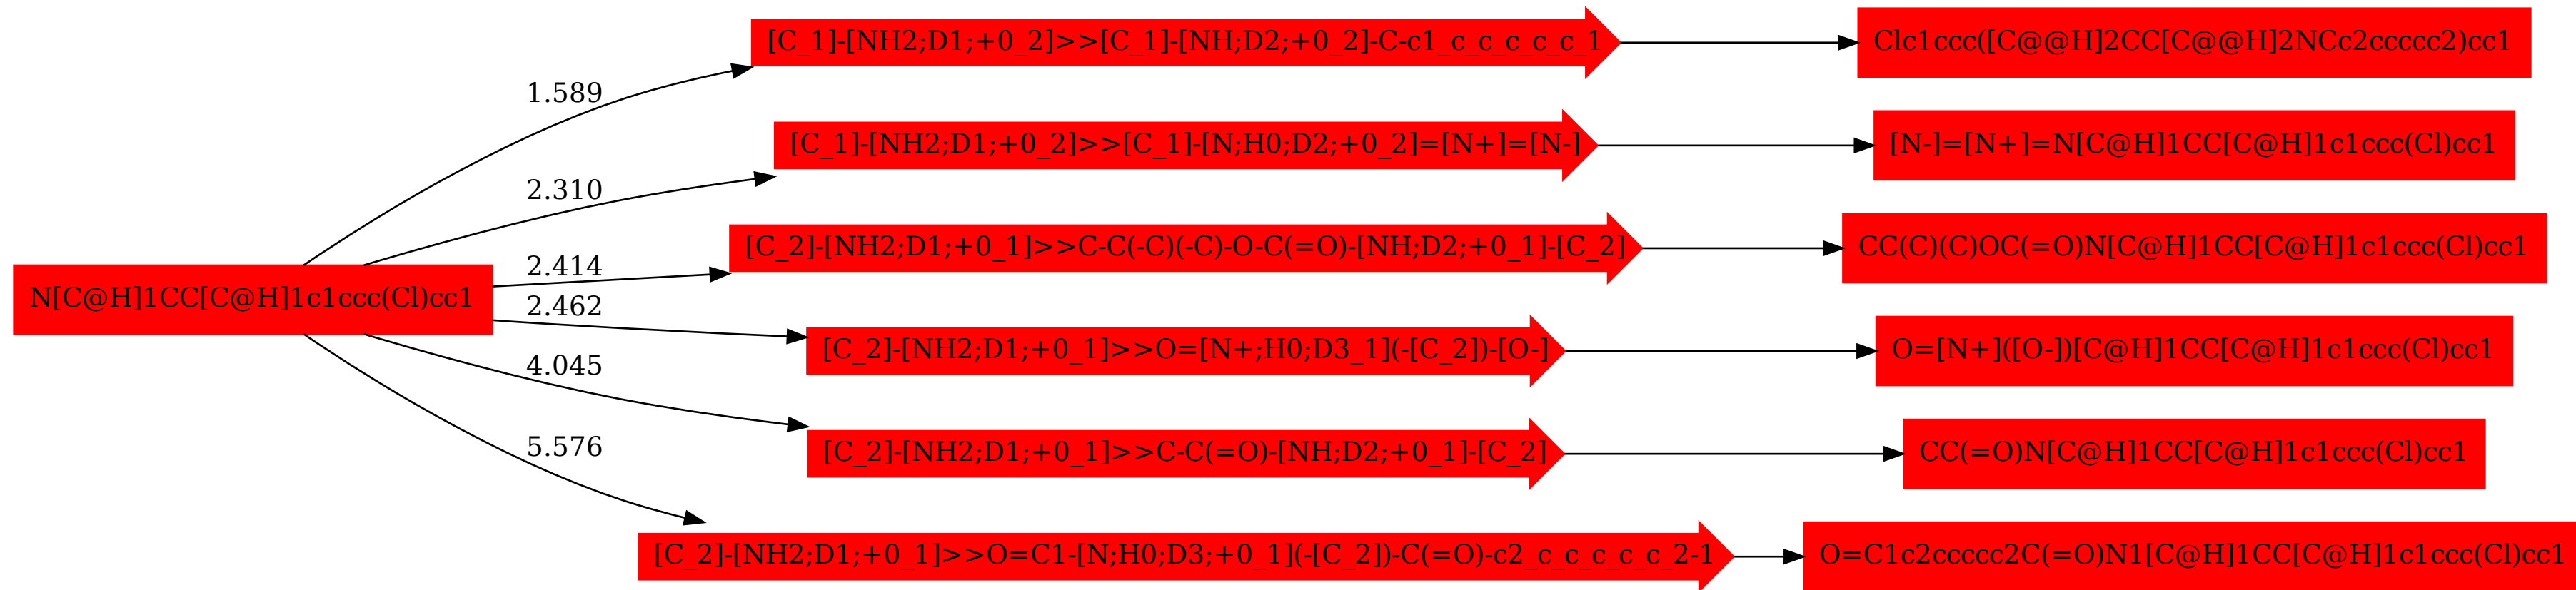 [C_1]-[NH2;D1;+0_2]>>[C_1]-[NH;D2;+0_2]-C-c1_c_c_c_c_c_1
Clc1ccc([C@@H]2CC[C@@H]2NCc2ccccc2)cc1
1.589
[C_1]-[NH2;D1;+0_2]>>[C_1]-[N;H0;D2;+0_2]=[N+]=[N-]
[N-]=[N+]=N[C@H]1CC[C@H]1c1ccc(Cl)cc1
2.310
[C_2]-[NH2;D1;+0_1]>>C-C(-C)(-C)-O-C(=O)-[NH;D2;+0_1]-[C_2]
CC(C)(C)OC(=O)N[C@H]1CC[C@H]1c1ccc(Cl)cc1
2.414
N[C@H]1CC[C@H]1c1ccc(Cl)cc1
2.462
[C_2]-[NH2;D1;+0_1]>>O=[N+;H0;D3_1](-[C_2])-[O-]
O=[N+]([O-])[C@H]1CC[C@H]1c1ccc(Cl)cc1
4.045
[C_2]-[NH2;D1;+0_1]>>C-C(=O)-[NH;D2;+0_1]-[C_2]
CC(=O)N[C@H]1CC[C@H]1c1ccc(Cl)cc1
5.576
[C_2]-[NH2;D1;+0_1]>>O=C1-[N;H0;D3;+0_1](-[C_2])-C(=O)-c2_c_c_c_c_c_2-1
O=C1c2ccccc2C(=O)N1[C@H]1CC[C@H]1c1ccc(Cl)cc1